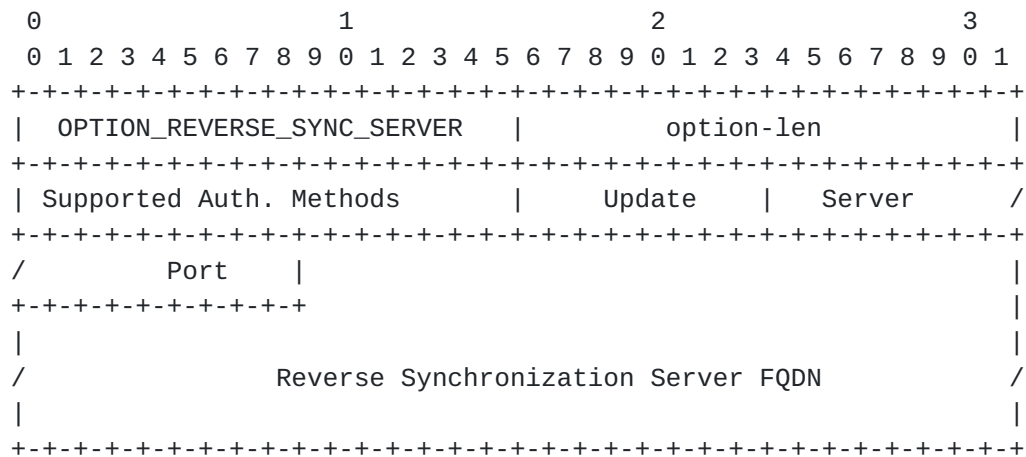 0                   1                   2                   3
 0 1 2 3 4 5 6 7 8 9 0 1 2 3 4 5 6 7 8 9 0 1 2 3 4 5 6 7 8 9 0 1
+-+-+-+-+-+-+-+-+-+-+-+-+-+-+-+-+-+-+-+-+-+-+-+-+-+-+-+-+-+-+-+-+
|  OPTION_REVERSE_SYNC_SERVER   |         option-len            |
+-+-+-+-+-+-+-+-+-+-+-+-+-+-+-+-+-+-+-+-+-+-+-+-+-+-+-+-+-+-+-+-+
| Supported Auth. Methods       |     Update    |   Server      /
+-+-+-+-+-+-+-+-+-+-+-+-+-+-+-+-+-+-+-+-+-+-+-+-+-+-+-+-+-+-+-+-+
/         Port    |                                             |
+-+-+-+-+-+-+-+-+-+                                             |
|                                                               |
/                Reverse Synchronization Server FQDN            /
|                                                               |
+-+-+-+-+-+-+-+-+-+-+-+-+-+-+-+-+-+-+-+-+-+-+-+-+-+-+-+-+-+-+-+-+